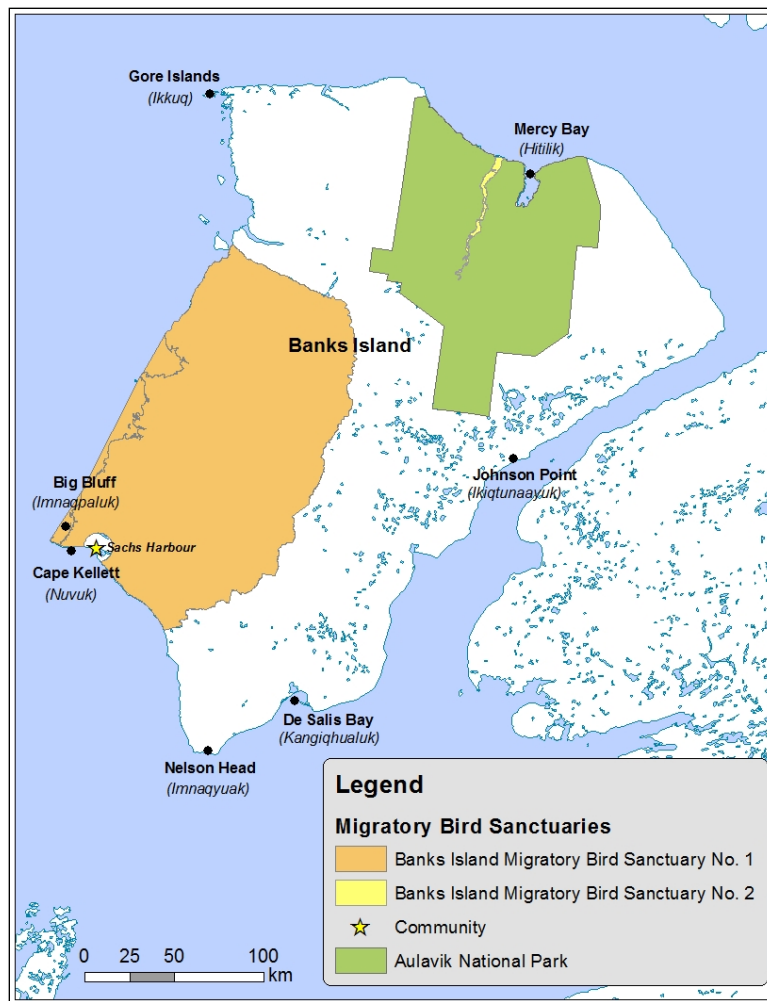 Gore Islands
(Ikkuq)
Mercy Bay
(Hitilik)
Banks Island
Johnson Point
(Ikiqtunaayuk)
Big Bluff
(Imnaqpaluk)
Sachs Harbour
Cape Kellett
(Nuvuk)
De Salis Bay
(Kangiqhualuk)
Nelson Head
(Imnaqyuak)
Legend
Migratory Bird Sanctuaries
Banks Island Migratory Bird Sanctuary No. 1
Banks Island Migratory Bird Sanctuary No. 2
Community
Aulavik National Park
0 25 50 100
km